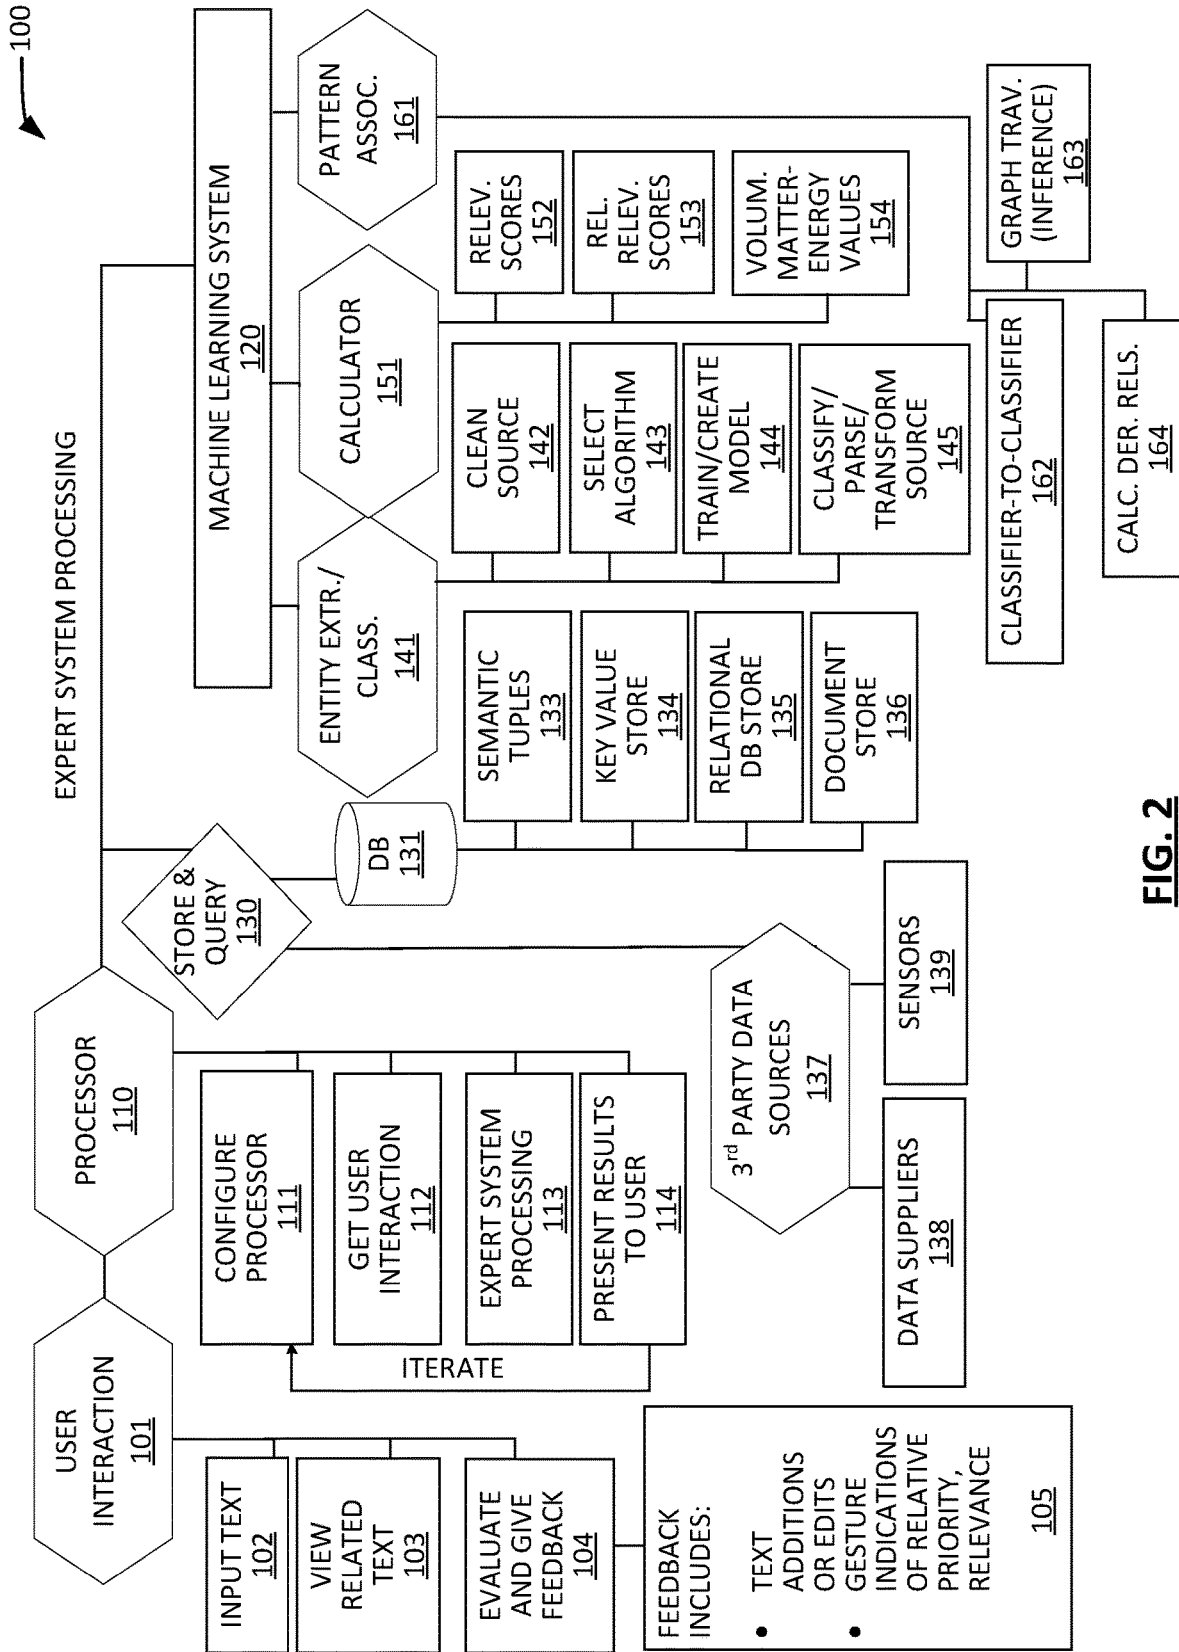 100
EXPERT SYSTEM PROCESSING
USER
INTERACTION
101
INPUT TEXT
102
VIEW
RELATED
TEXT
103
EVALUATE
AND GIVE
FEEDBACK
104
FEEDBACK
INCLUDES:
• TEXT
ADDITIONS
OR EDITS
• GESTURE
INDICATIONS
OF RELATIVE
PRIORITY,
RELEVANCE
105
PROCESSOR
110
CONFIGURE
PROCESSOR
111
GET USER
INTERACTION
112
EXPERT SYSTEM
PROCESSING
113
PRESENT RESULTS
TO USER
114
ITERATE
STORE &
QUERY
130
DB
131
SEMANTIC
TUPLES
133
KEY VALUE
STORE
134
RELATIONAL
DB STORE
135
DOCUMENT
STORE
136
3rd PARTY DATA
SOURCES
137
DATA SUPPLIERS
138
SENSORS
139
MACHINE LEARNING SYSTEM
120
ENTITY EXTR./
CLASS.
141
CLEAN
SOURCE
142
SELECT
ALGORITHM
143
TRAIN/CREATE
MODEL
144
CLASSIFY/
PARSE/
TRANSFORM
SOURCE
145
CALCULATOR
151
RELEV.
SCORES
152
REL.
RELEV.
SCORES
153
VOLUM.
MATTER-
ENERGY
VALUES
154
PATTERN
ASSOC.
161
CLASSIFIER-TO-CLASSIFIER
162
GRAPH TRAV.
(INFERENCE)
163
CALC. DER. RELS.
164
FIG. 2